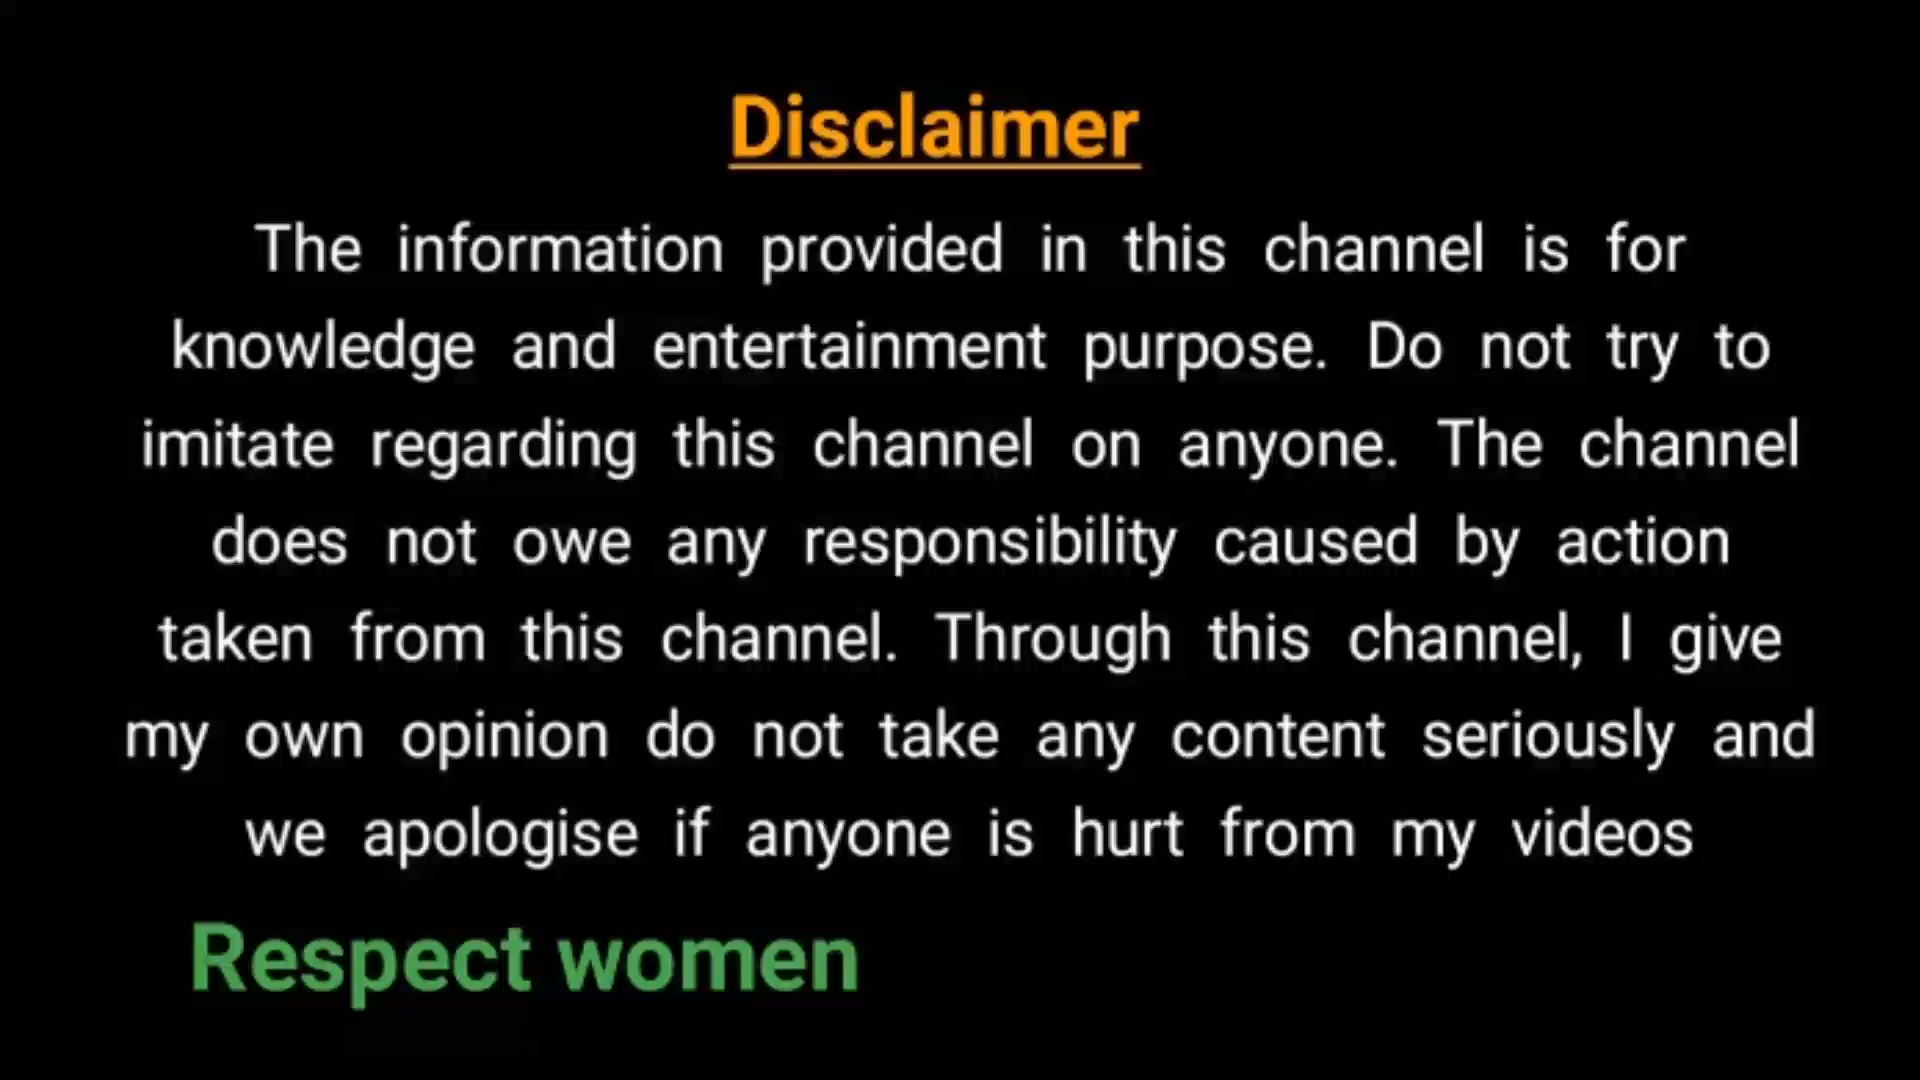 Disclaimer
The information provided in this channel is for
knowledge and entertainment purpose. Do not try to
imitate regarding this channel on anyone. The channel
does not owe any responsibility caused by action
taken from this channel. Through this channel, I give
my own opinion do not take any content seriously and
we apologise if anyone is hurt from my videos
Respect women